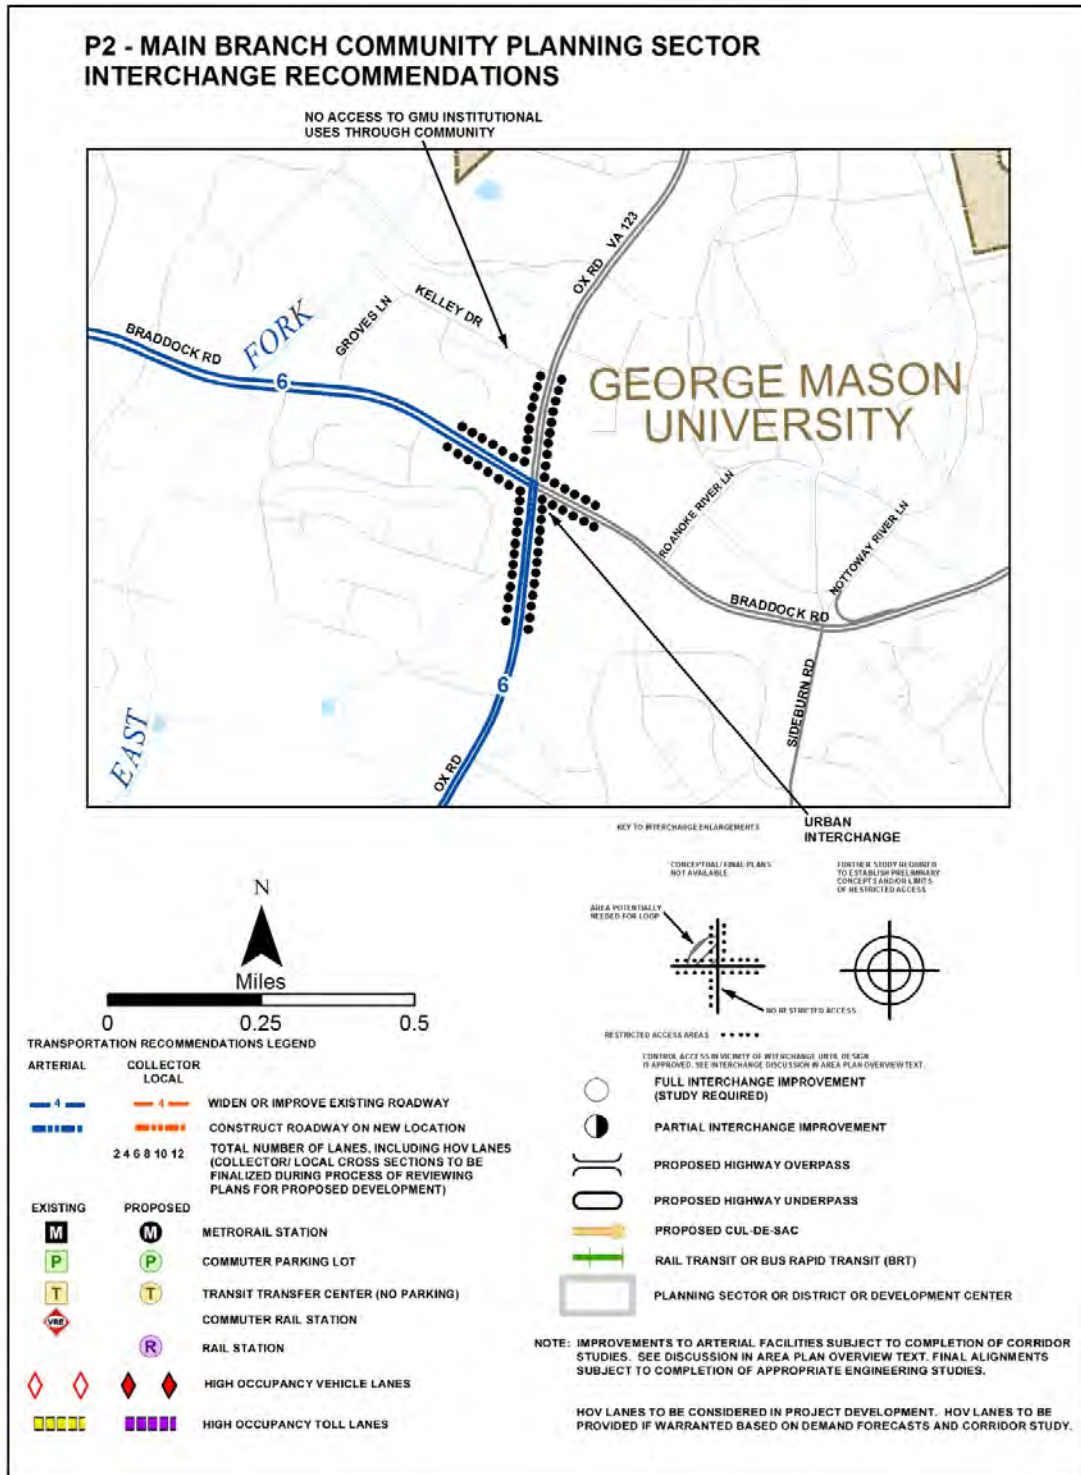 P2 - MAIN BRANCH COMMUNITY PLANNING SECTOR
INTERCHANGE RECOMMENDATIONS
NO ACCESS TO GMU INSTITUTIONAL
USES THROUGH COMMUNITY
OX RD VA 123
KELLEY DR
GROVES LN
FORK
BRADDOCK RD
6
GEORGE MASON
UNIVERSITY
ROANOKE RIVER LN
NOTTOWAY RIVER LN
BRADDOCK RD
SIDEBURN RD
6
EAST
OX RD
URBAN
INTERCHANGE
KEY TO INTERCHANGE ENLARGEMENTS
CONCEPTUAL/FINAL PLANS
NOT AVAILABLE
FURTHER STUDY REQUIRED
TO ESTABLISH PRELIMINARY
CONCEPTS AND/OR LIMITS
OF RESTRICTED ACCESS
AREA POTENTIALLY
NEEDED FOR LOOP
NO RESTRICTED ACCESS
RESTRICTED ACCESS AREAS
CONTROL ACCESS IN VICINITY OF INTERCHANGE UNTIL DESIGN
IS APPROVED. SEE INTERCHANGE DISCUSSION IN AREA PLAN OVERVIEW TEXT.
N
Miles
0 0.25 0.5
TRANSPORTATION RECOMMENDATIONS LEGEND
ARTERIAL COLLECTOR
LOCAL
4 4 WIDEN OR IMPROVE EXISTING ROADWAY
CONSTRUCT ROADWAY ON NEW LOCATION
2 4 6 8 10 12 TOTAL NUMBER OF LANES, INCLUDING HOV LANES
(COLLECTOR/ LOCAL CROSS SECTIONS TO BE
FINALIZED DURING PROCESS OF REVIEWING
PLANS FOR PROPOSED DEVELOPMENT)
EXISTING PROPOSED
M M METRORAIL STATION
P P COMMUTER PARKING LOT
T T TRANSIT TRANSFER CENTER (NO PARKING)
VRE COMMUTER RAIL STATION
R RAIL STATION
HIGH OCCUPANCY VEHICLE LANES
HIGH OCCUPANCY TOLL LANES
FULL INTERCHANGE IMPROVEMENT
(STUDY REQUIRED)
PARTIAL INTERCHANGE IMPROVEMENT
PROPOSED HIGHWAY OVERPASS
PROPOSED HIGHWAY UNDERPASS
PROPOSED CUL-DE-SAC
RAIL TRANSIT OR BUS RAPID TRANSIT (BRT)
PLANNING SECTOR OR DISTRICT OR DEVELOPMENT CENTER
NOTE: IMPROVEMENTS TO ARTERIAL FACILITIES SUBJECT TO COMPLETION OF CORRIDOR
STUDIES. SEE DISCUSSION IN AREA PLAN OVERVIEW TEXT. FINAL ALIGNMENTS
SUBJECT TO COMPLETION OF APPROPRIATE ENGINEERING STUDIES.
HOV LANES TO BE CONSIDERED IN PROJECT DEVELOPMENT. HOV LANES TO BE
PROVIDED IF WARRANTED BASED ON DEMAND FORECASTS AND CORRIDOR STUDY.